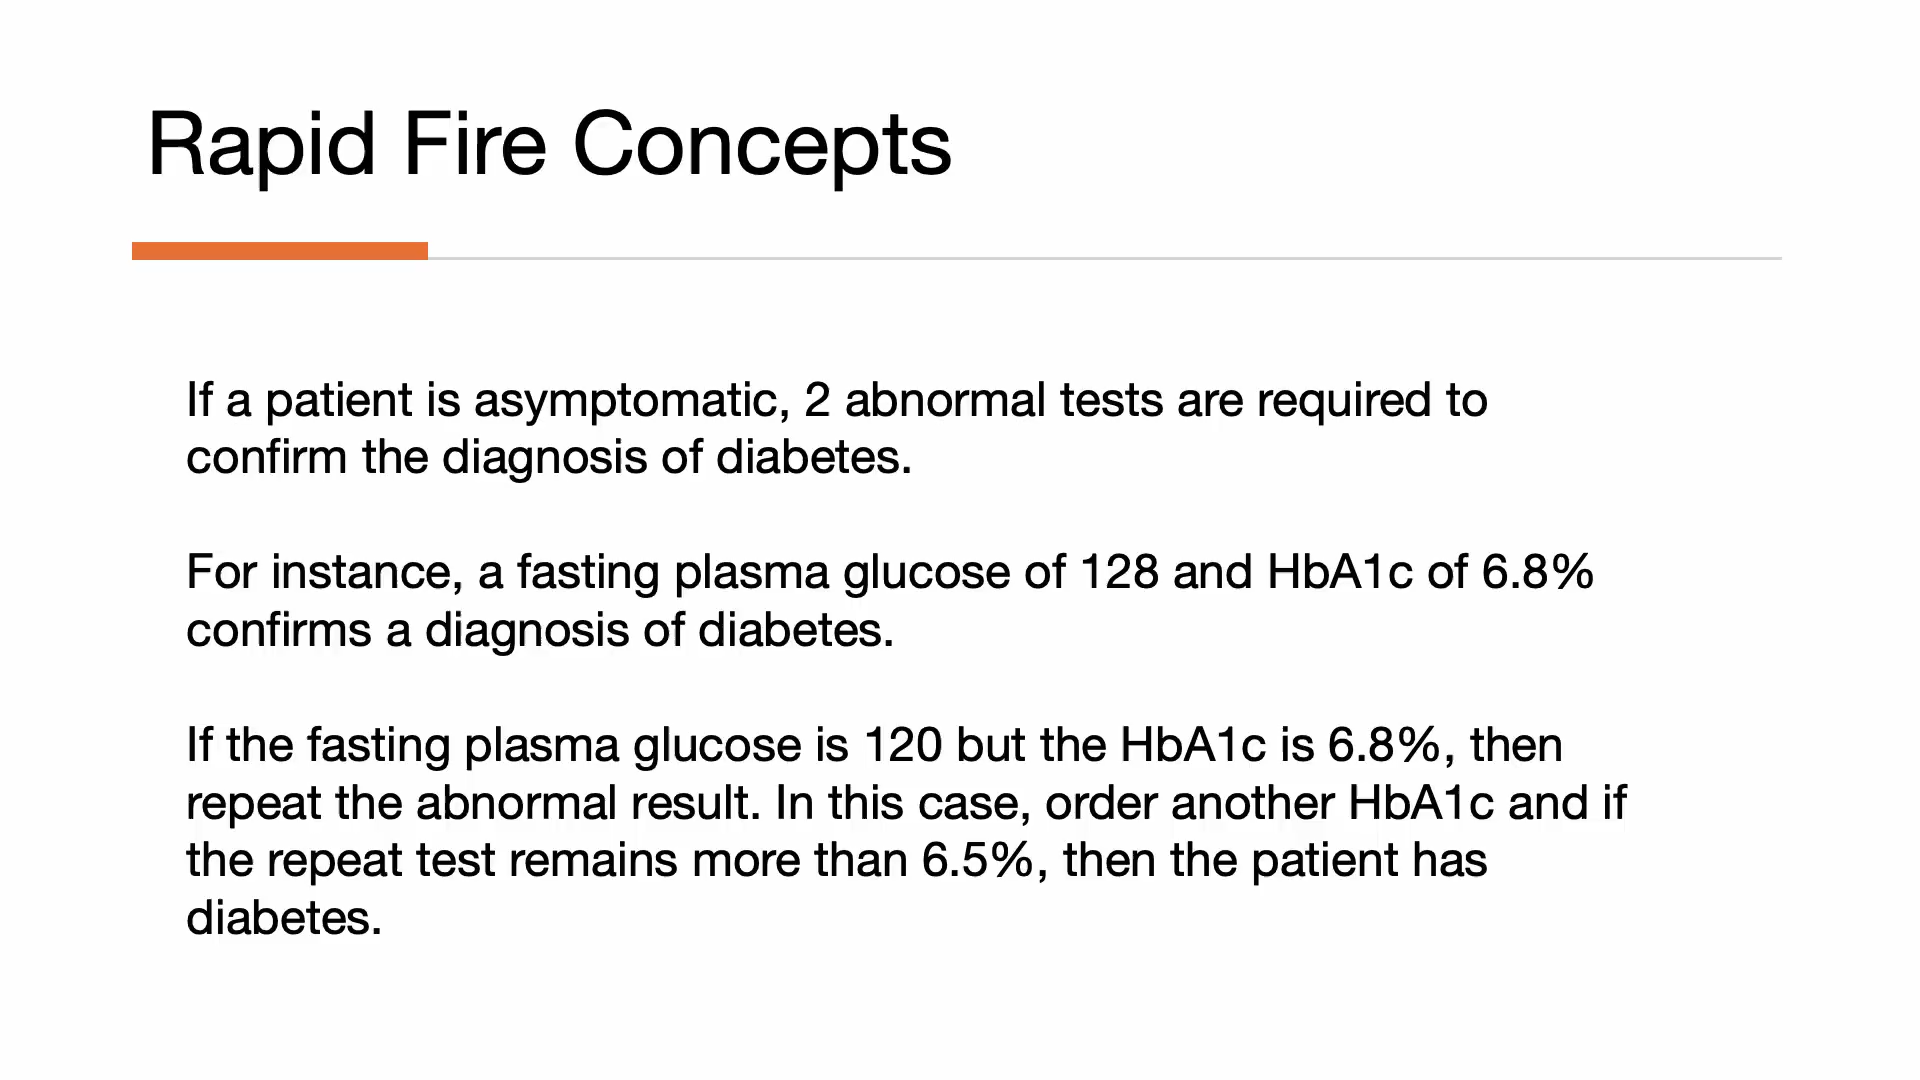 Rapid Fire Concepts
If a patient is asymptomatic, 2 abnormal tests are required to
confirm the diagnosis of diabetes.
For instance, a fasting plasma glucose of 128 and HbA1c of 6.8%
confirms a diagnosis of diabetes.
If the fasting plasma glucose is 120 but the HbA1c is 6.8%, then
repeat the abnormal result. In this case, order another HbA1c and if
the repeat test remains more than 6.5%, then the patient has
diabetes.